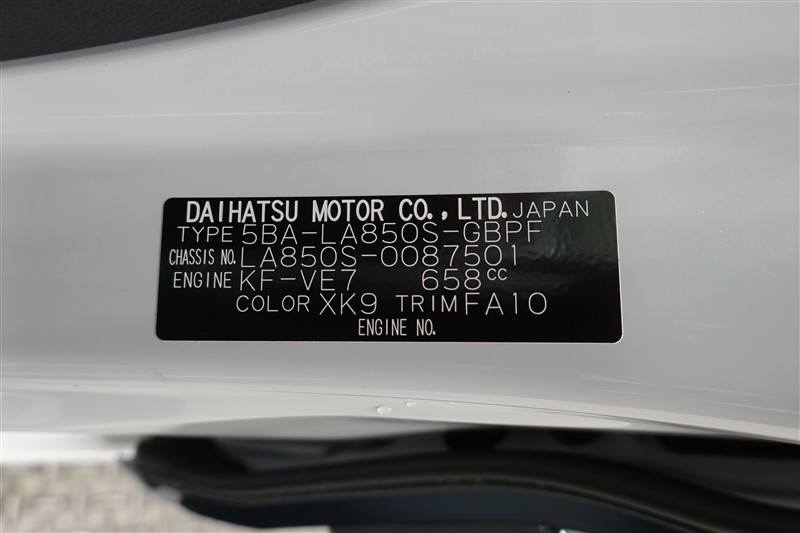 DAIHATSU MOTOR CO., LTD. JAPAN
TYPE 5BA-LA850S-GBPF
CHASSIS NO. LA850S-0087501
ENGINE KF-VE7 658cc
COLOR XK9 TRIM FA10
ENGINE NO.